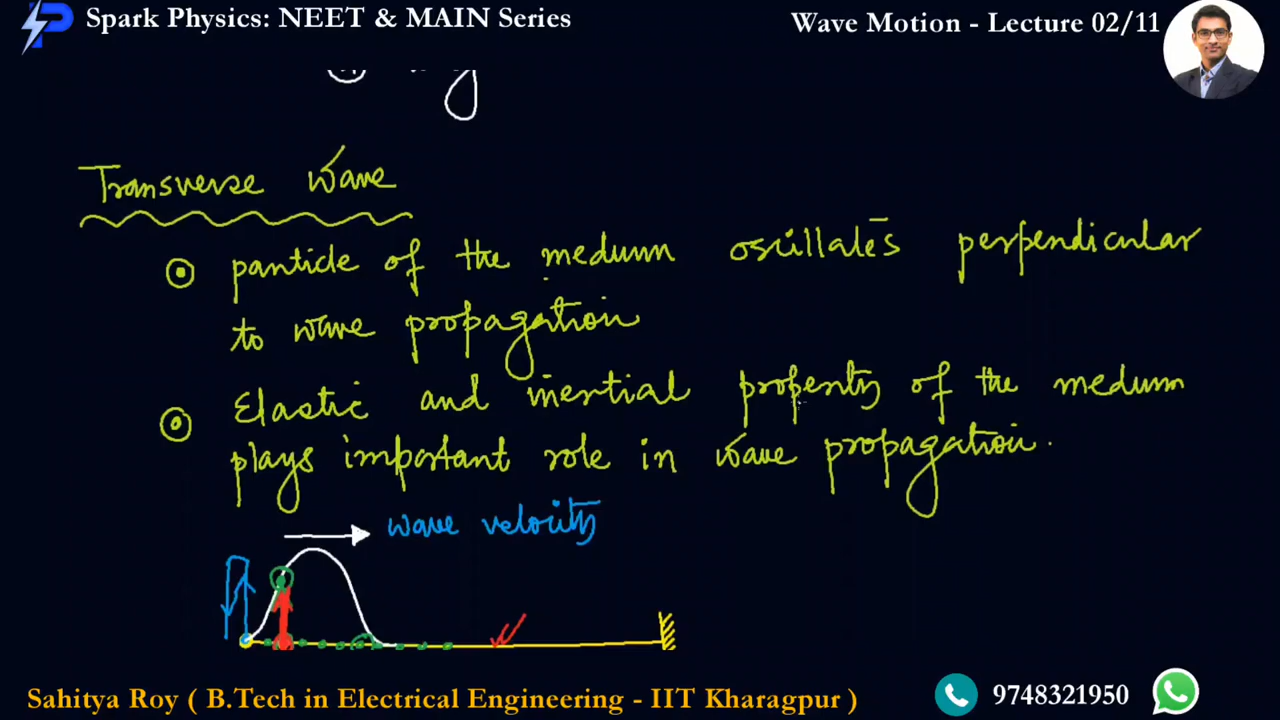 Spark Physics: NEET & MAIN Series
Wave Motion - Lecture 02/11
Transverse Wave
particle of the medium oscillates perpendicular
to wave propagation
Elastic and inertial property of the medium
plays important role in wave propagation.
wave velocity
Sahitya Roy ( B.Tech in Electrical Engineering - IIT Kharagpur )
9748321950